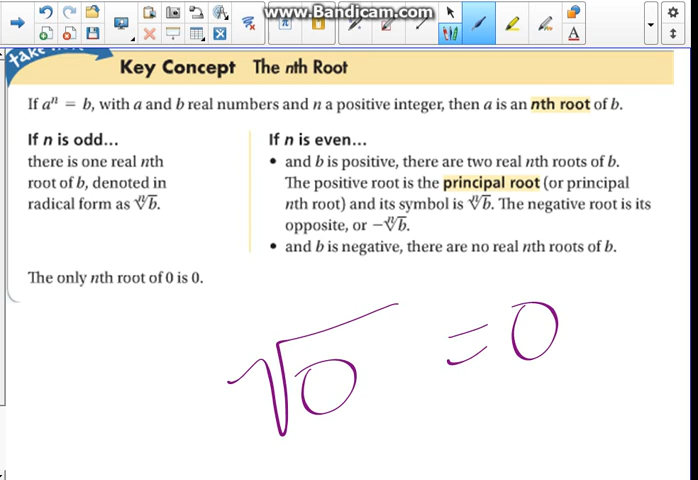 www.Bandicam.com
take
Key Concept The nth Root
If aⁿ = b, with a and b real numbers and n a positive integer, then a is an nth root of b.
If n is odd...
there is one real nth
root of b, denoted in
radical form as ⁿ√b.
If n is even...
• and b is positive, there are two real nth roots of b.
The positive root is the principal root (or principal
nth root) and its symbol is ⁿ√b. The negative root is its
opposite, or −ⁿ√b.
• and b is negative, there are no real nth roots of b.
The only nth root of 0 is 0.
√0 = 0